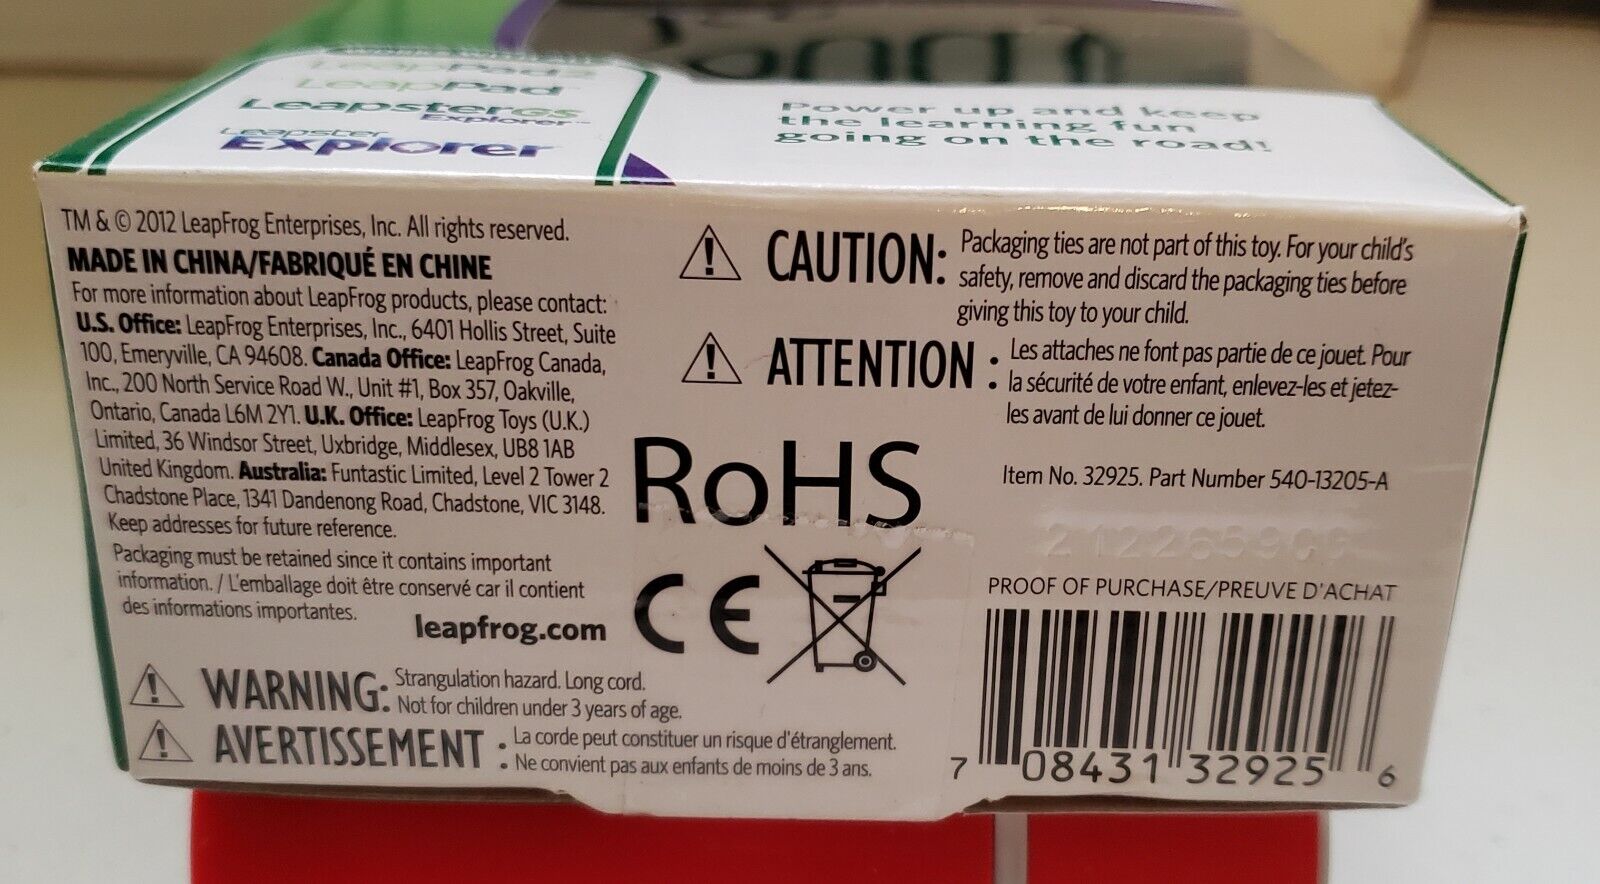 LeapPad2
LeapPad
LeapsterGS
Explorer
Leapster
Explorer
Power up and keep
the learning fun
going on the road!
TM & © 2012 LeapFrog Enterprises, Inc. All rights reserved.
MADE IN CHINA/FABRIQUÉ EN CHINE
For more information about LeapFrog products, please contact:
U.S. Office: LeapFrog Enterprises, Inc., 6401 Hollis Street, Suite
100, Emeryville, CA 94608. Canada Office: LeapFrog Canada,
Inc., 200 North Service Road W., Unit #1, Box 357, Oakville,
Ontario, Canada L6M 2Y1. U.K. Office: LeapFrog Toys (U.K.)
Limited, 36 Windsor Street, Uxbridge, Middlesex, UB8 1AB
United Kingdom. Australia: Funtastic Limited, Level 2 Tower 2
Chadstone Place, 1341 Dandenong Road, Chadstone, VIC 3148.
Keep addresses for future reference.
Packaging must be retained since it contains important
information. / L'emballage doit être conservé car il contient
des informations importantes.
leapfrog.com
WARNING: Strangulation hazard. Long cord.
Not for children under 3 years of age.
AVERTISSEMENT : La corde peut constituer un risque d'étranglement.
Ne convient pas aux enfants de moins de 3 ans.
CAUTION: Packaging ties are not part of this toy. For your child's
safety, remove and discard the packaging ties before
giving this toy to your child.
ATTENTION : Les attaches ne font pas partie de ce jouet. Pour
la sécurité de votre enfant, enlevez-les et jetez-
les avant de lui donner ce jouet.
RoHS
CE
Item No. 32925. Part Number 540-13205-A
PROOF OF PURCHASE/PREUVE D'ACHAT
7 08431 32925 6